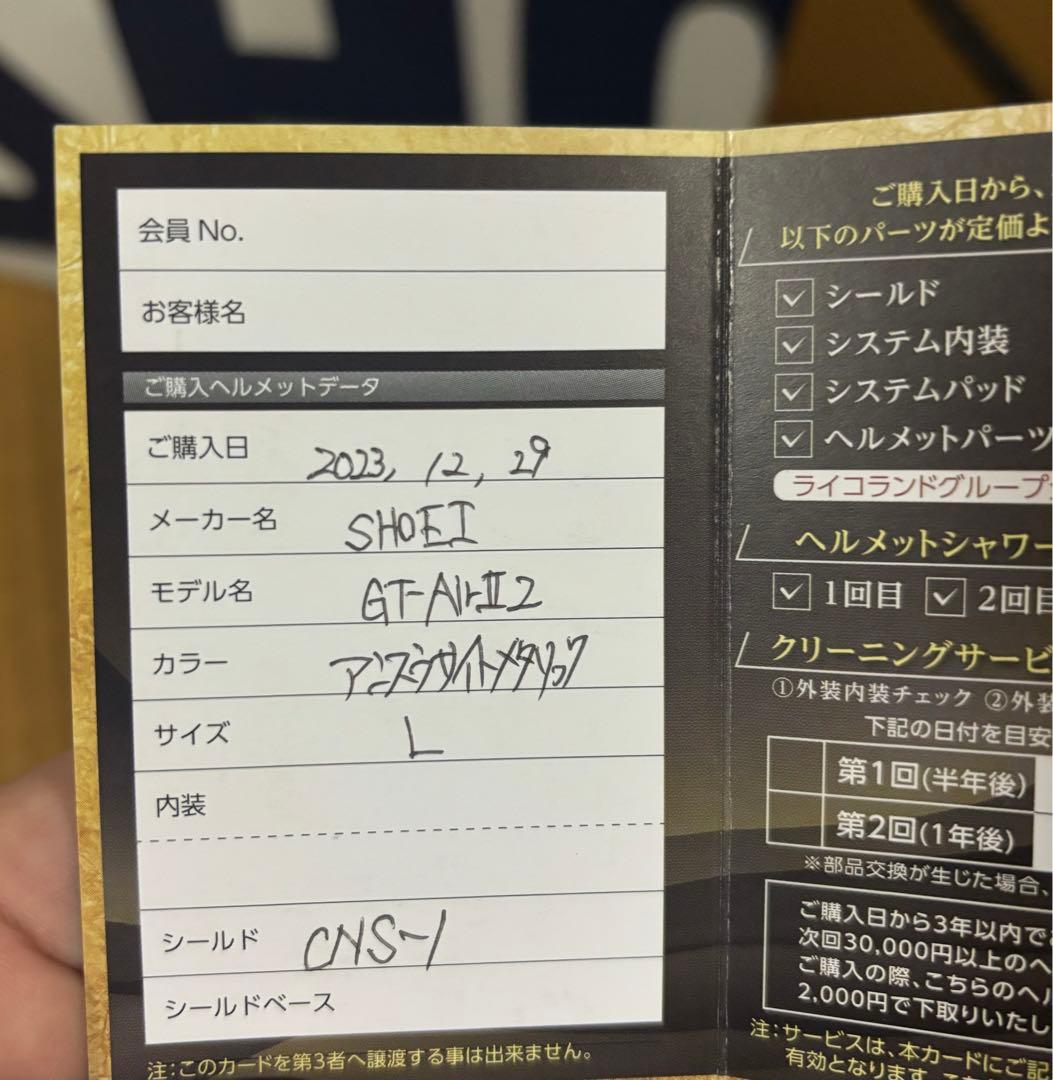 会員 No.
お客様名
ご購入ヘルメットデータ
ご購入日 2023, 12, 29
メーカー名 SHOEI
モデル名 GT-AIrⅡ2
カラー
サイズ L
内装
シールド CNS-1
シールドベース
注:このカードを第3者へ譲渡する事は出来ません。
ご購入日から、
以下のパーツが定価よ
シールド
システム内装
システムパッド
ヘルメットパーツ
ライコランドグループ
ヘルメットシャワー
1回目 2回目
クリーニングサービ
①外装内装チェック ②外装
下記の日付を目安
第1回(半年後)
第2回(1年後)
※部品交換が生じた場合、
ご購入日から3年以内で
次回30,000円以上のヘ
ご購入の際、こちらのヘル
2,000円で下取りいたし
注:サービスは、本カードにご記
有効となります。